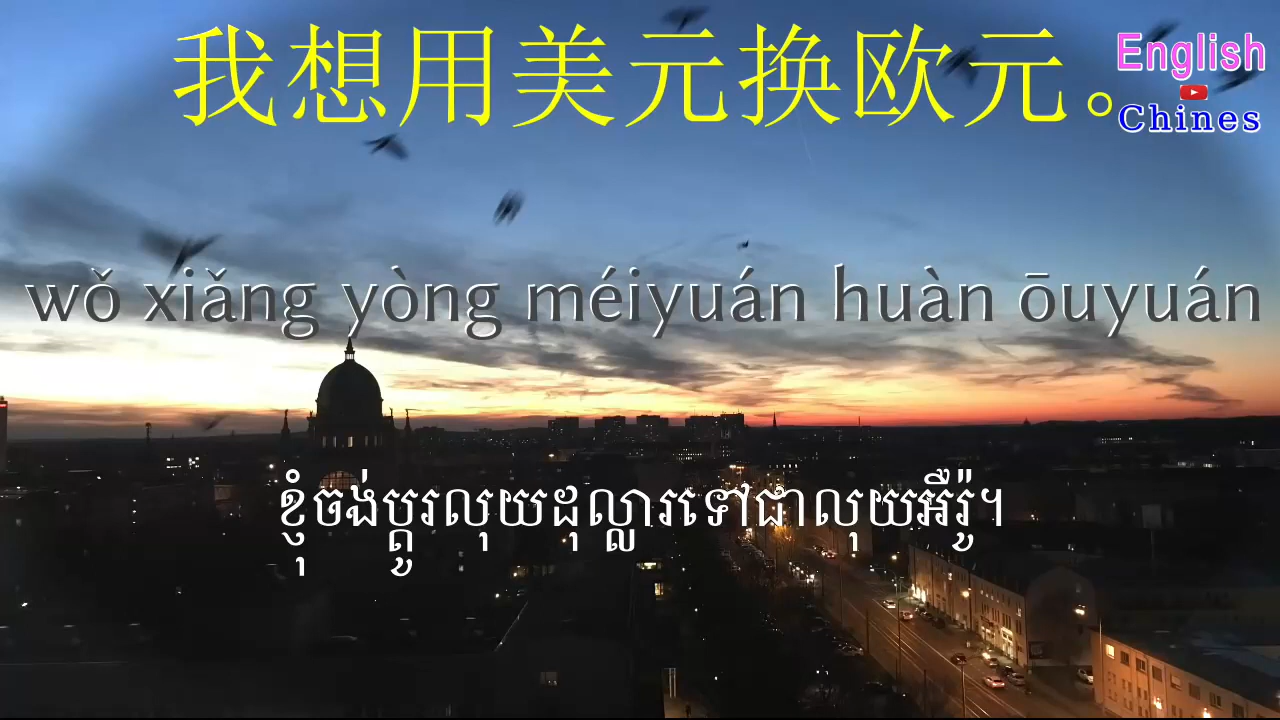 我想用美元换欧元。
English
Chines
wǒ xiǎng yòng méiyuán huàn ōuyuán
ខ្ញុំចង់ប្តូរលុយដុល្លារទៅជាលុយអឺរ៉ូ។